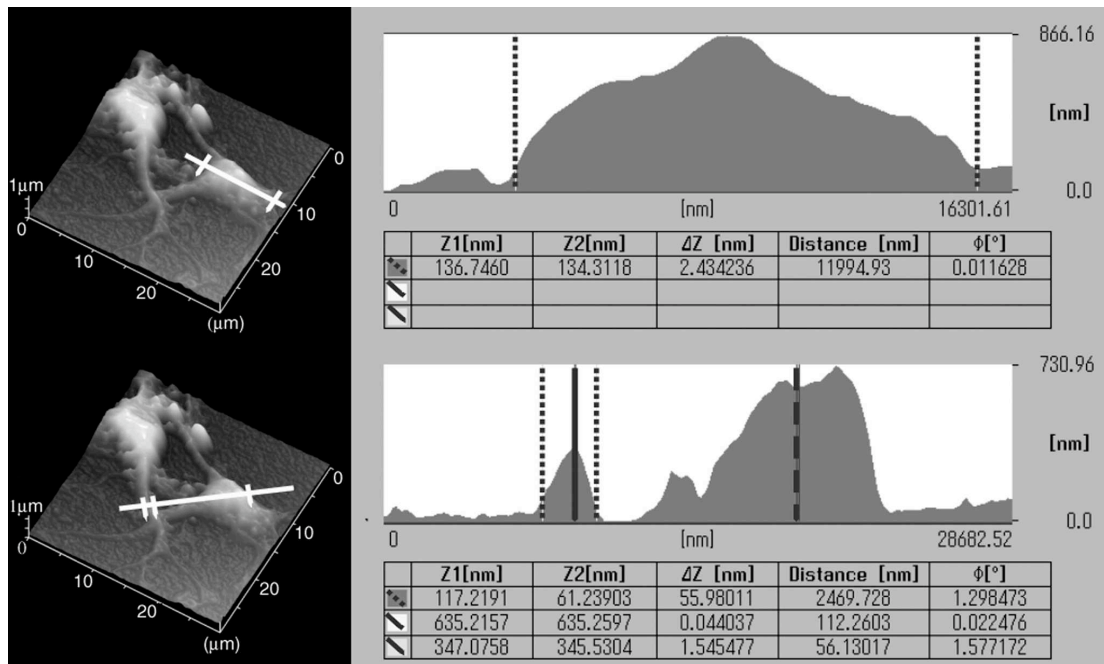 1μm
0
10
20
(μm)
20
10
0
866.16
[nm]
0.0
0 [nm] 16301.61
Z1[nm] Z2[nm] ΔZ [nm] Distance [nm] Φ[°]
136.7460 134.3118 2.434236 11994.93 0.011628
1μm
0
10
20
(μm)
20
10
0
730.96
[nm]
0.0
0 [nm] 28682.52
Z1[nm] Z2[nm] ΔZ [nm] Distance [nm] Φ[°]
117.2191 61.23903 55.98011 2469.728 1.298473
635.2157 635.2597 0.044037 112.2603 0.022476
347.0758 345.5304 1.545477 56.13017 1.577172